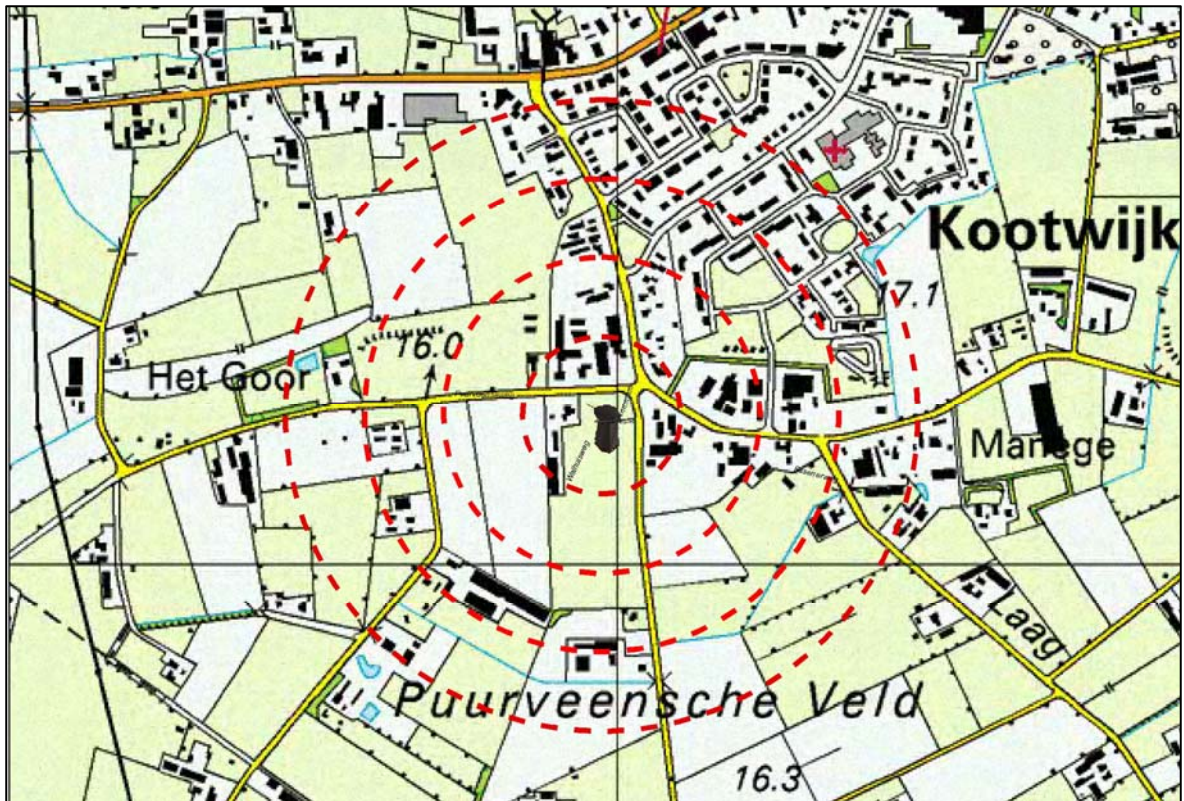 Kootwijk
17.1
16.0
Het Goor
Manege
Laag
Puurveensche Veld
16.3